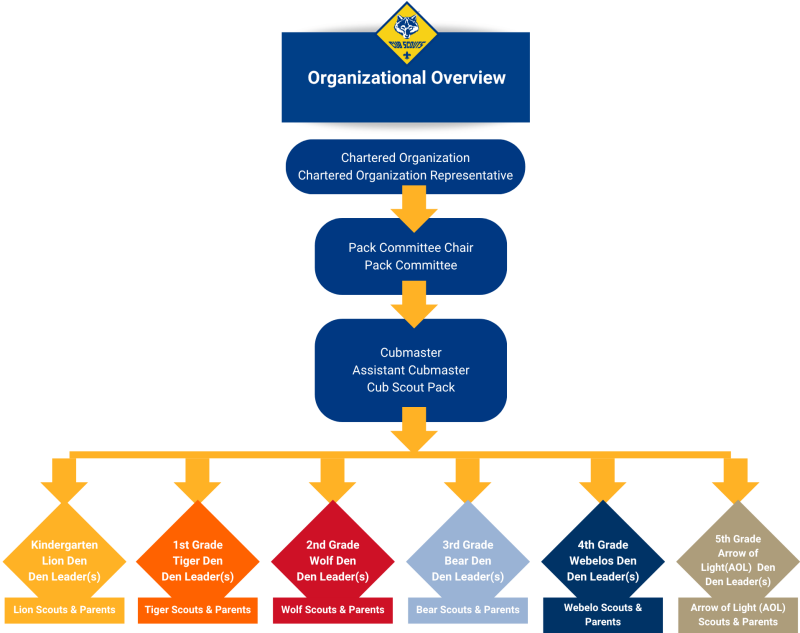 CUB SCOUTS
Organizational Overview
Chartered Organization
Chartered Organization Representative
Pack Committee Chair
Pack Committee
Cubmaster
Assistant Cubmaster
Cub Scout Pack
Kindergarten
Lion Den
Den Leader(s)
Lion Scouts & Parents
1st Grade
Tiger Den
Den Leader(s)
Tiger Scouts & Parents
2nd Grade
Wolf Den
Den Leader(s)
Wolf Scouts & Parents
3rd Grade
Bear Den
Den Leader(s)
Bear Scouts & Parents
4th Grade
Webelos Den
Den Leader(s)
Webelo Scouts &
Parents
5th Grade
Arrow of
Light(AOL) Den
Den Leader(s)
Arrow of Light (AOL)
Scouts & Parents